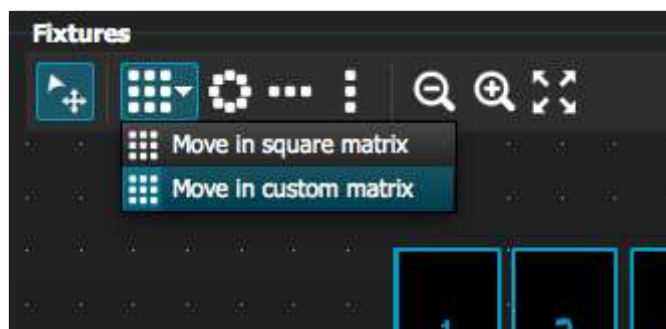 Fixtures
Move in square matrix
Move in custom matrix
1 2